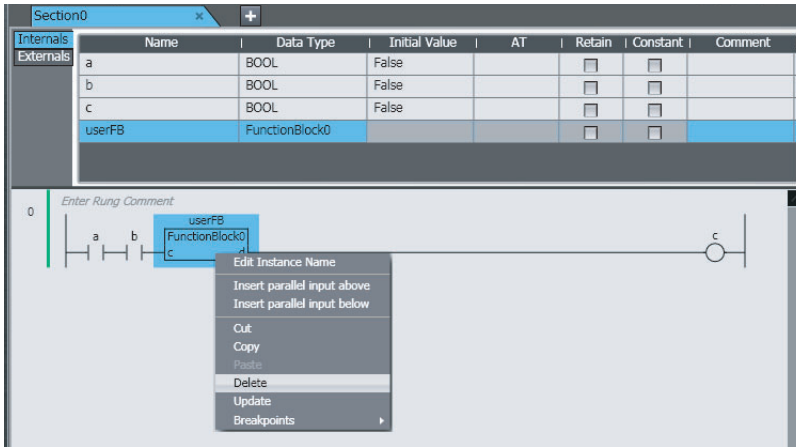 Section0 × +
Internals
Externals
Name Data Type Initial Value AT Retain Constant Comment
a BOOL False
b BOOL False
c BOOL False
userFB FunctionBlock0
Enter Rung Comment
0
userFB
a b FunctionBlock0 c
c d
Edit Instance Name
Insert parallel input above
Insert parallel input below
Cut
Copy
Paste
Delete
Update
Breakpoints